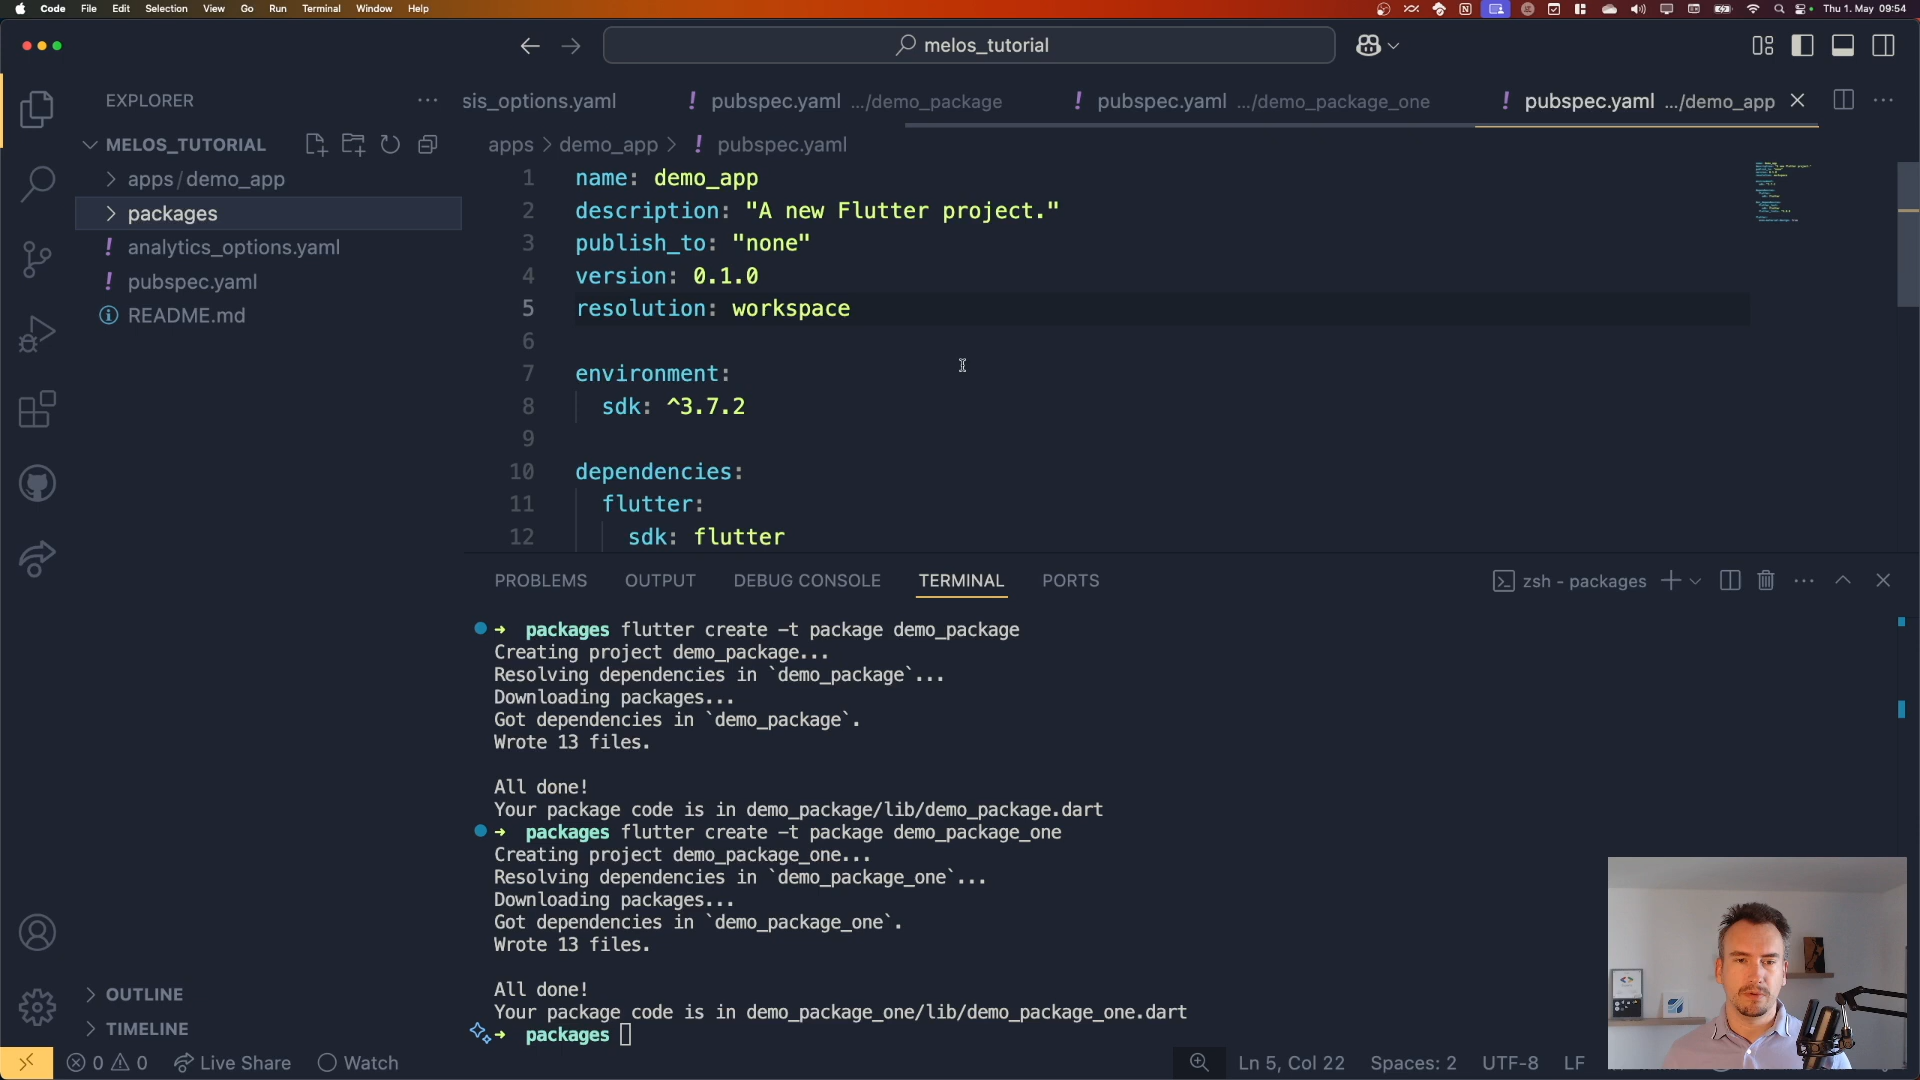 Code File Edit Selection View Go Run Terminal Window Help
Thu 1. May 09:54
melos_tutorial
EXPLORER
MELOS_TUTORIAL
apps/demo_app
packages
! analytics_options.yaml
! pubspec.yaml
README.md
OUTLINE
TIMELINE
sis_options.yaml ! pubspec.yaml .../demo_package ! pubspec.yaml .../demo_package_one ! pubspec.yaml .../demo_app
apps > demo_app > ! pubspec.yaml
1 name: demo_app
2 description: "A new Flutter project."
3 publish_to: "none"
4 version: 0.1.0
5 resolution: workspace
6
7 environment:
8 sdk: ^3.7.2
9
10 dependencies:
11 flutter:
12 sdk: flutter
PROBLEMS OUTPUT DEBUG CONSOLE TERMINAL PORTS
zsh - packages
→ packages flutter create -t package demo_package
Creating project demo_package...
Resolving dependencies in `demo_package`...
Downloading packages...
Got dependencies in `demo_package`.
Wrote 13 files.
All done!
Your package code is in demo_package/lib/demo_package.dart
→ packages flutter create -t package demo_package_one
Creating project demo_package_one...
Resolving dependencies in `demo_package_one`...
Downloading packages...
Got dependencies in `demo_package_one`.
Wrote 13 files.
All done!
Your package code is in demo_package_one/lib/demo_package_one.dart
→ packages
0 0 Live Share Watch
Ln 5, Col 22 Spaces: 2 UTF-8 LF